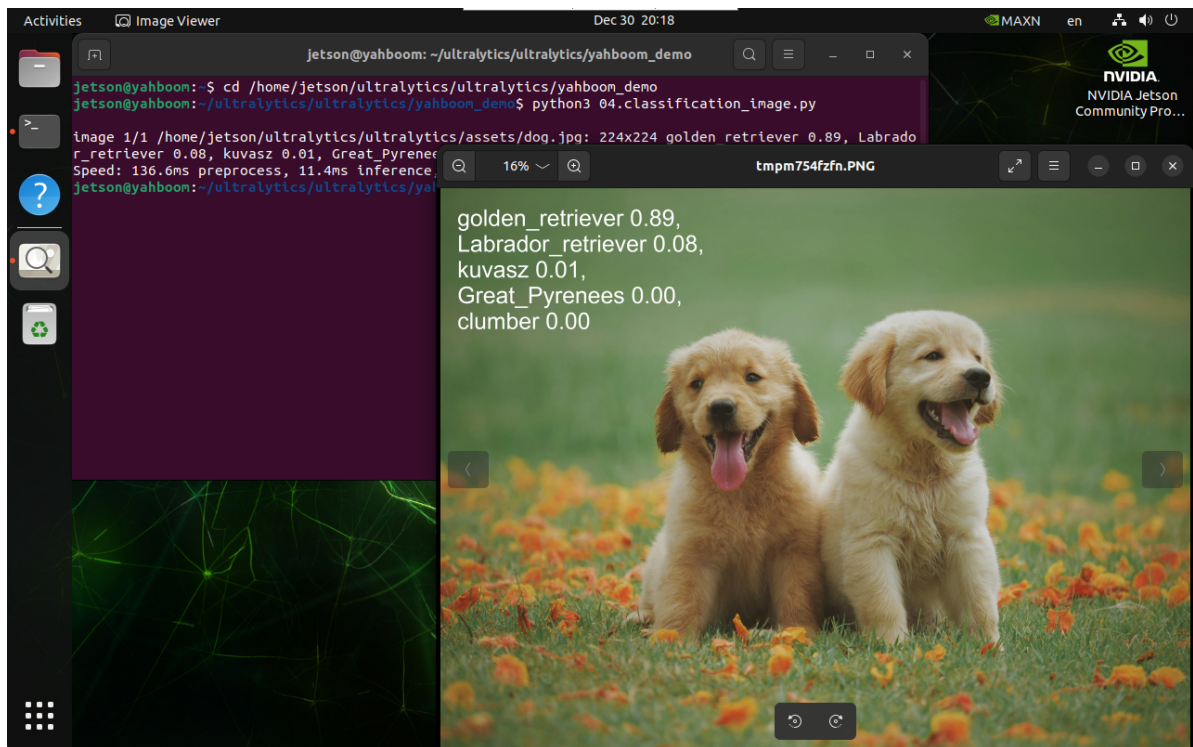 Activities
Image Viewer
Dec 30 20:18
MAXN
en
jetson@yahboom: ~/ultralytics/ultralytics/yahboom_demo
jetson@yahboom:~$ cd /home/jetson/ultralytics/ultralytics/yahboom_demo
jetson@yahboom:~/ultralytics/ultralytics/yahboom_demo$ python3 04.classification_image.py
image 1/1 /home/jetson/ultralytics/ultralytics/assets/dog.jpg: 224x224 golden_retriever 0.89, Labrado
r_retriever 0.08, kuvasz 0.01, Great_Pyrenee
Speed: 136.6ms preprocess, 11.4ms inference,
jetson@yahboom:~/ultralytics/ultralytics/ya
NVIDIA.
NVIDIA Jetson
Community Pro...
16%
tmpm754fzfn.PNG
golden_retriever 0.89,
Labrador_retriever 0.08,
kuvasz 0.01,
Great_Pyrenees 0.00,
clumber 0.00